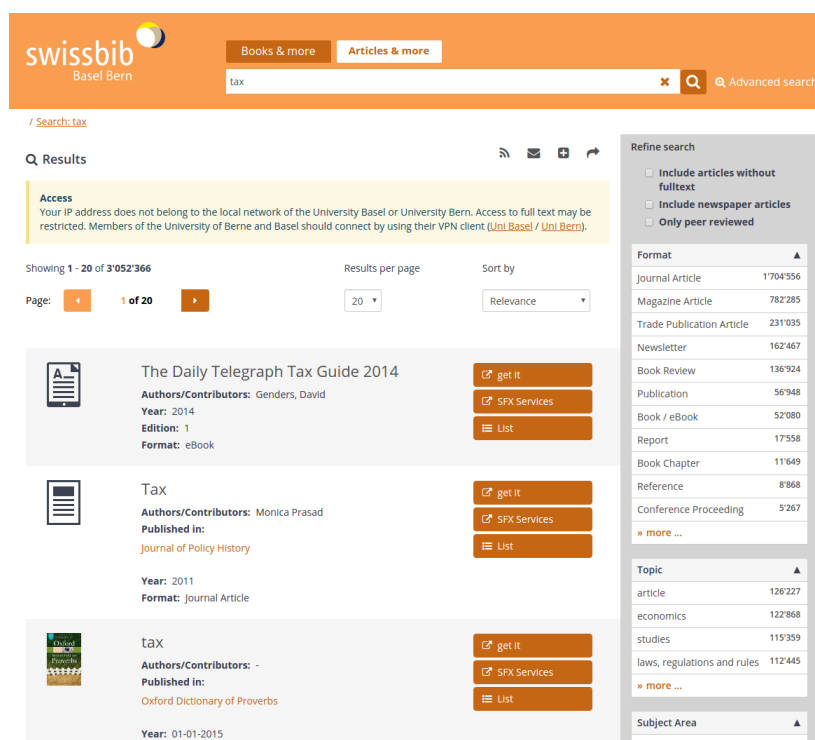 swissbib
Basel Bern
Books & more
Articles & more
tax
Advanced search
/ Search: tax
Results
Access
Your IP address does not belong to the local network of the University Basel or University Bern. Access to full text may be
restricted. Members of the University of Berne and Basel should connect by using their VPN client (Uni Basel / Uni Bern).
Showing 1 - 20 of 3'052'366
Results per page
Sort by
Page:
1 of 20
20
Relevance
The Daily Telegraph Tax Guide 2014
Authors/Contributors: Genders, David
Year: 2014
Edition: 1
Format: eBook
get it
SFX Services
List
Tax
Authors/Contributors: Monica Prasad
Published in:
Journal of Policy History
Year: 2011
Format: Journal Article
get it
SFX Services
List
Oxford
Proverbs
tax
Authors/Contributors: -
Published in:
Oxford Dictionary of Proverbs
Year: 01-01-2015
get it
SFX Services
List
Refine search
Include articles without
fulltext
Include newspaper articles
Only peer reviewed
Format
Journal Article 1'704'556
Magazine Article 782'285
Trade Publication Article 231'035
Newsletter 162'467
Book Review 136'924
Publication 56'948
Book / eBook 52'080
Report 17'558
Book Chapter 11'649
Reference 8'868
Conference Proceeding 5'267
» more ...
Topic
article 126'227
economics 122'868
studies 115'359
laws, regulations and rules 112'445
» more ...
Subject Area